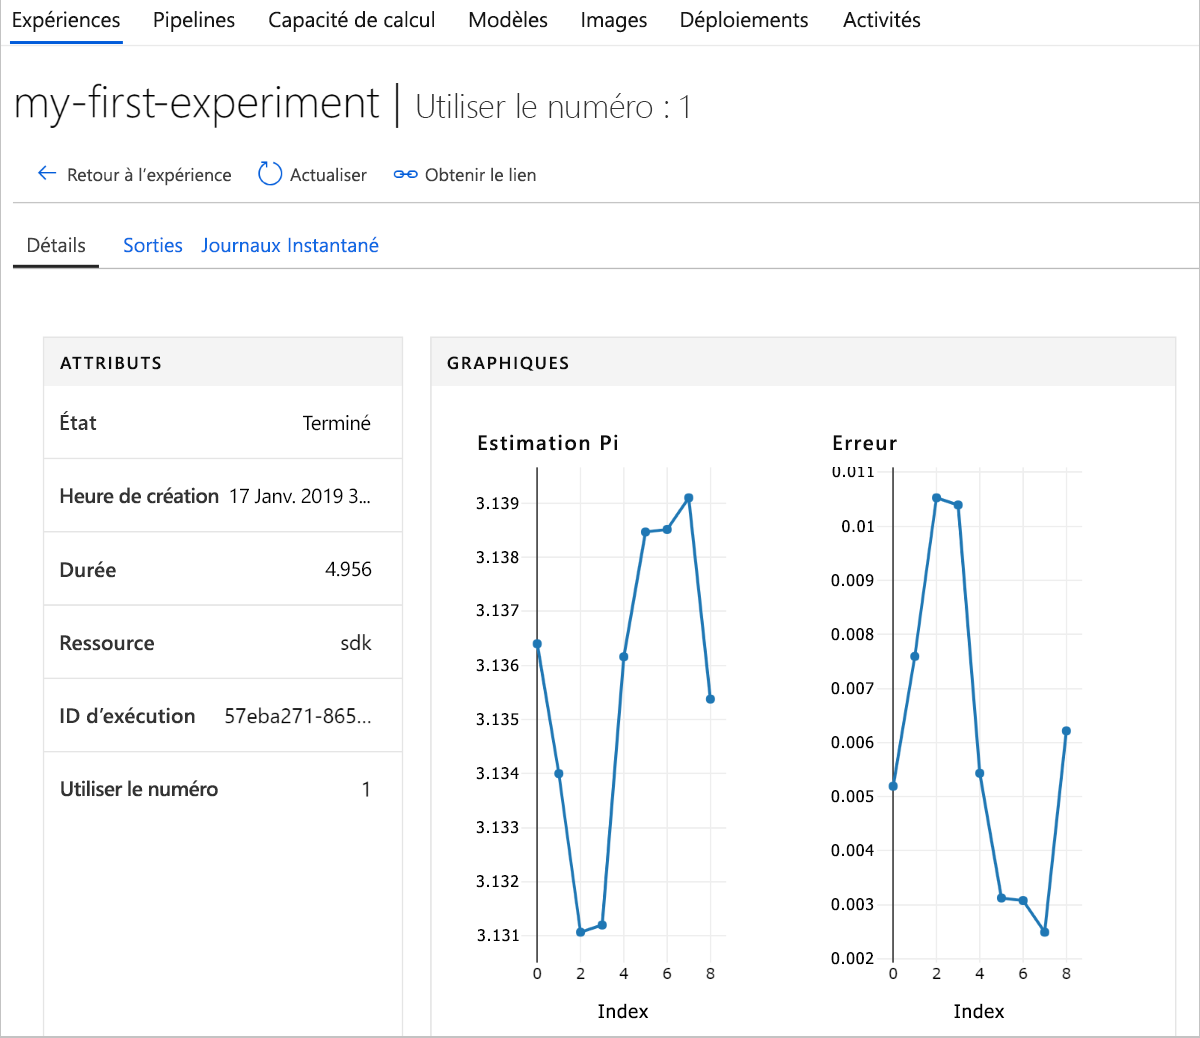 Expériences Pipelines Capacité de calcul Modèles Images Déploiements Activités
my-first-experiment | Utiliser le numéro : 1
Retour à l’expérience Actualiser Obtenir le lien
Détails Sorties Journaux Instantané
ATTRIBUTS
État Terminé
Heure de création 17 Janv. 2019 3...
Durée 4.956
Ressource sdk
ID d’exécution 57eba271-865...
Utiliser le numéro 1
GRAPHIQUES
Estimation Pi
3.139
3.138
3.137
3.136
3.135
3.134
3.133
3.132
3.131
0 2 4 6 8
Index
Erreur
0.011
0.01
0.009
0.008
0.007
0.006
0.005
0.004
0.003
0.002
0 2 4 6 8
Index